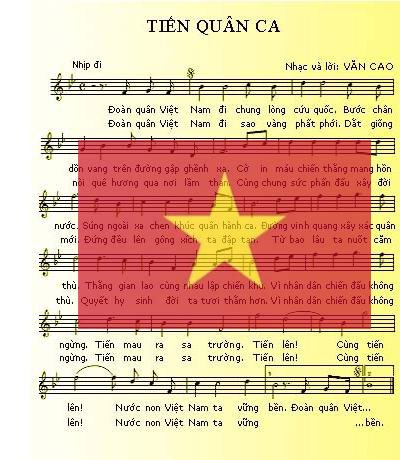 TIẾN QUÂN CA
Nhịp đi
Nhạc và lời: VĂN CAO
Đoàn quân Việt Nam đi chung lòng cứu quốc. Bước chân
Đoàn quân Việt Nam đi sao vàng phất phới. Dắt giống
dồn vang trên đường gập ghềnh xa. Cờ in máu chiến thắng mang hồn
nòi quê hương qua nơi lầm than. Cùng chung sức phấn đấu xây đời
nước. Súng ngoài xa chen khúc quân hành ca. Đường vinh quang xây xác quân
mới. Đứng đều lên gông xích ta đập tan. Từ bao lâu ta nuốt căm
thù. Thắng gian lao cùng nhau lập chiến khu. Vì nhân dân chiến đấu không
thù. Quyết hy sinh đời ta tươi thắm hơn. Vì nhân dân chiến đấu không
ngừng. Tiến mau ra sa trường. Tiến lên! Cùng tiến
ngừng. Tiến mau ra sa trường. Tiến lên! Cùng tiến
1
lên! Nước non Việt Nam ta vững bền. Đoàn quân Việt...
lên! Nước non Việt Nam ta vững ...bền.